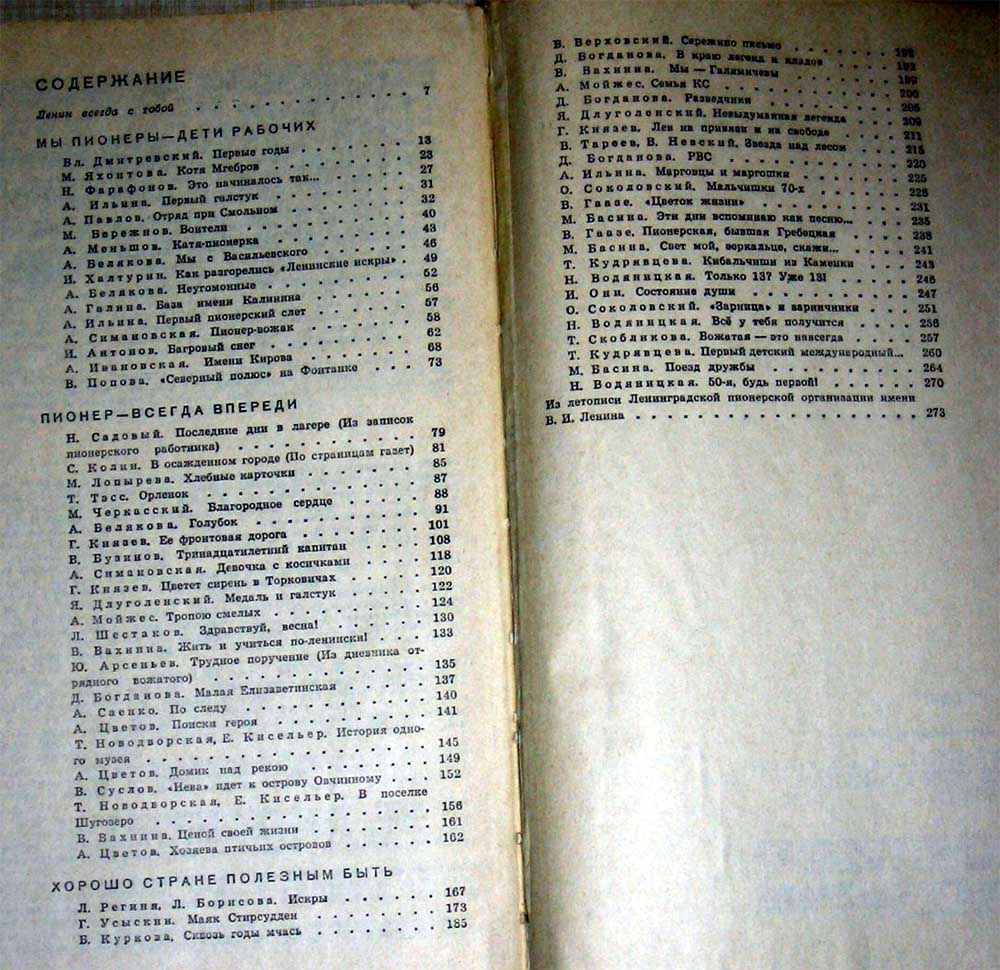 СОДЕРЖАНИЕ
Ленин всегда с тобой . . . . . . . . . . . . . 7
МЫ ПИОНЕРЫ—ДЕТИ РАБОЧИХ
Вл. Дмитревский. Первые годы . . . . . . . 13
М. Яхонтова. Котя Мгебров . . . . . . . 23
Н. Фарафонов. Это начиналось так... . . . . . . 27
А. Ильина. Первый галстук . . . . . . . 31
А. Павлов. Отряд при Смольном . . . . . . . 32
М. Бережнов. Воители . . . . . . . 40
А. Меньшов. Катя-пионерка . . . . . . . 43
А. Белякова. Мы с Васильевского . . . . . . 46
И. Халтурин. Как разгорелись «Ленинские искры» . . 49
А. Белякова. Неугомонные . . . . . . . 52
А. Галина. База имени Калинина . . . . . . 56
А. Ильина. Первый пионерский слет . . . . . . 57
А. Симановская. Пионер-вожак . . . . . . 58
И. Антонов. Багровый снег . . . . . . . 62
А. Ивановская. Имени Кирова . . . . . . 68
В. Попова. «Северный полюс» на Фонтанке . . . 73
ПИОНЕР—ВСЕГДА ВПЕРЕДИ
Н. Садовый. Последние дни в лагере (Из записок
пионерского работника) . . . . . . . . . 79
С. Колин. В осажденном городе (По страницам газет) 81
М. Лопырева. Хлебные карточки . . . . . . 85
Т. Тэсс. Орленок . . . . . . . . . 87
М. Черкасский. Благородное сердце . . . . . . 88
А. Белякова. Голубок . . . . . . . . 91
Г. Князев. Ее фронтовая дорога . . . . . . 101
В. Бузинов. Тринадцатилетний капитан . . . . . 108
А. Симановская. Девочка с косичками . . . . . 118
Г. Князев. Цветет сирень в Торковичах . . . . . 120
Я. Длуголенский. Медаль и галстук . . . . . 122
А. Мойжес. Тропою смелых . . . . . . . 124
Л. Шестаков. Здравствуй, весна! . . . . . . 130
В. Вахнина. Жить и учиться по-ленински! . . . 133
Ю. Арсеньев. Трудное поручение (Из дневника от-
рядного вожатого) . . . . . . . . . 135
Д. Богданова. Малая Елизаветинская . . . . . 137
А. Саенко. По следу . . . . . . . . 140
А. Цветов. Поиски героя . . . . . . . 141
Т. Новодворская, Е. Кисельер. История одно-
го музея . . . . . . . . . . . 145
А. Цветов. Домик над рекою . . . . . . 149
В. Суслов. «Нева» идет к острову Овчинному . . . 152
Т. Новодворская, Е. Кисельер. В поселке
Шугозеро . . . . . . . . . . . 156
В. Вахнина. Ценой своей жизни . . . . . . 161
А. Цветов. Хозяева птичьих островов . . . . . 162
ХОРОШО СТРАНЕ ПОЛЕЗНЫМ БЫТЬ
Л. Региня, Л. Борисова. Искры . . . . . . 167
Г. Усыскин. Маяк Стирсудден . . . . . . 173
В. Куркова. Сквозь годы мчась . . . . . . 185
В. Верховский. Сережино письмо . . . . . .
Д. Богданова. В краю легенд и кладов . . . . . 192
В. Вахнина. Мы — Галямичевы . . . . . . 199
А. Мойжес. Семья КС . . . . . . . 200
Д. Богданова. Разведчики . . . . . . . 205
Я. Длуголенский. Невыдуманная легенда . . . . 209
Г. Князев. Лев на привязи и на свободе . . . . 211
В. Тареев, В. Невский. Звезда над лесом . . . . 215
Д. Богданова. РВС . . . . . . . . 220
А. Ильина. Марговцы и маргошки . . . . . . 225
О. Соколовский. Мальчишки 70-х . . . . . . 228
В. Гаазе. «Цветок жизни» . . . . . . . 231
М. Басина. Эти дни вспоминаю как песню... . . . 235
В. Гаазе. Пионерская, бывшая Гребецкая . . . . 238
М. Басина. Свет мой, зеркальце, скажи... . . . . 241
Т. Кудрявцева. Кибальчиши из Каменки . . . . 243
Н. Водяницкая. Только 13? Уже 13! . . . . . 246
И. Они. Состояние души . . . . . . . 247
О. Соколовский. «Зарница» и зарничники . . . . 251
Н. Водяницкая. Всё у тебя получится . . . . 256
Т. Скобликова. Вожатая — это навсегда . . . . 257
Т. Кудрявцева. Первый детский международный... 260
М. Басина. Поезд дружбы . . . . . . . 264
Н. Водяницкая. 50-я, будь первой! . . . . . 270
Из летописи Ленинградской пионерской организации имени
В. И. Ленина . . . . . . . . . . . . 273